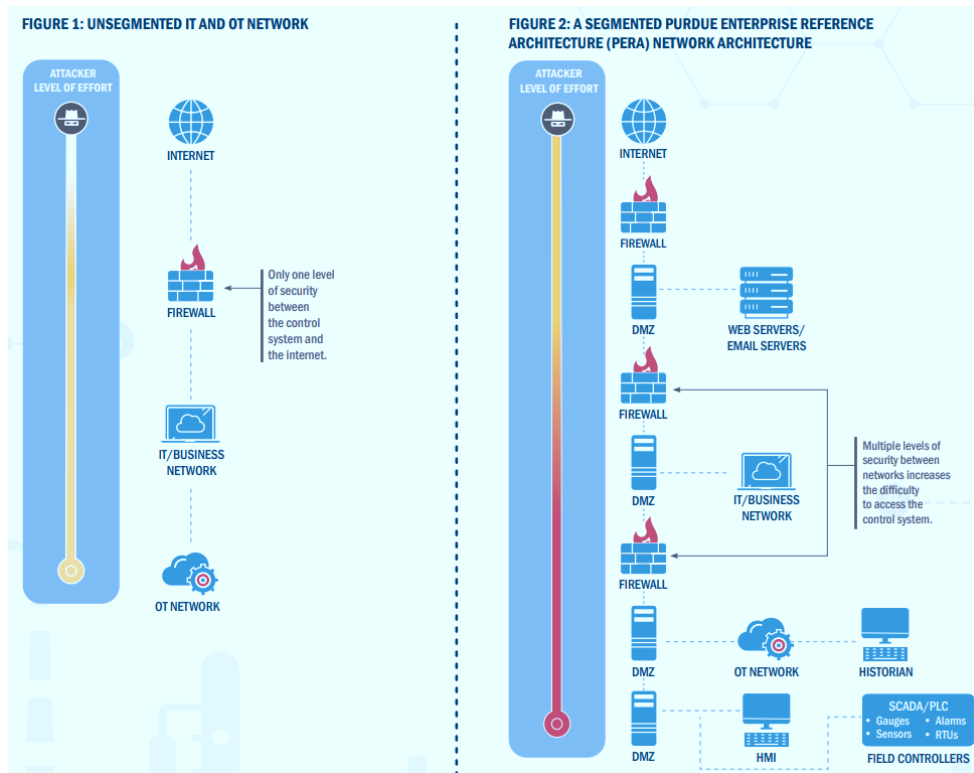 FIGURE 1: UNSEGMENTED IT AND OT NETWORK
ATTACKER
LEVEL OF EFFORT
INTERNET
FIREWALL
Only one level
of security
between
the control
system and
the internet.
IT/BUSINESS
NETWORK
OT NETWORK
FIGURE 2: A SEGMENTED PURDUE ENTERPRISE REFERENCE
ARCHITECTURE (PERA) NETWORK ARCHITECTURE
ATTACKER
LEVEL OF EFFORT
INTERNET
FIREWALL
DMZ
WEB SERVERS/
EMAIL SERVERS
FIREWALL
DMZ
IT/BUSINESS
NETWORK
Multiple levels of
security between
networks increases
the difficulty
to access the
control system.
FIREWALL
DMZ
OT NETWORK
HISTORIAN
DMZ
HMI
SCADA/PLC
• Gauges • Alarms
• Sensors • RTUs
FIELD CONTROLLERS